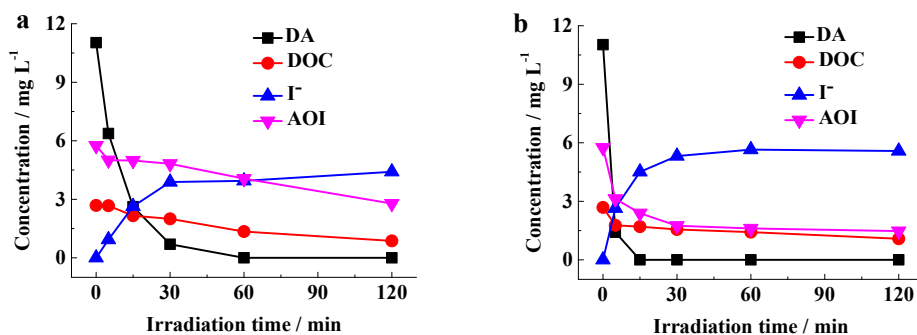 a
12
9
6
3
0
Concentration / mg L⁻¹
DA
DOC
I⁻
AOI
0 30 60 90 120
Irradiation time / min
b
12
9
6
3
0
Concentration / mg L⁻¹
DA
DOC
I⁻
AOI
0 30 60 90 120
Irradiation time / min